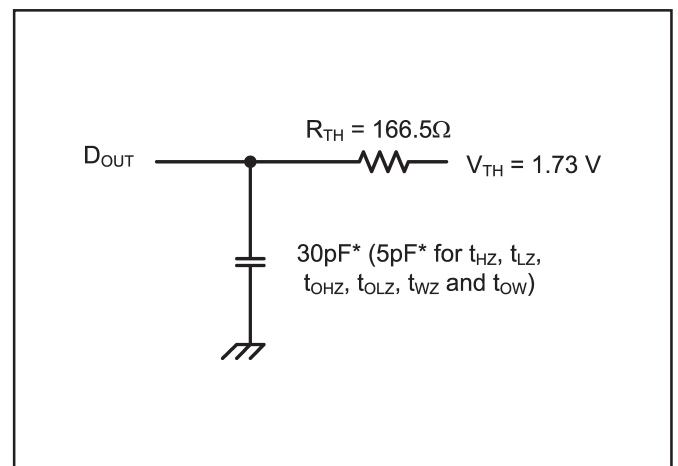 R_TH = 166.5Ω
D_OUT
V_TH = 1.73 V
30pF* (5pF* for t_HZ, t_LZ,
t_OHZ, t_OLZ, t_WZ and t_OW)